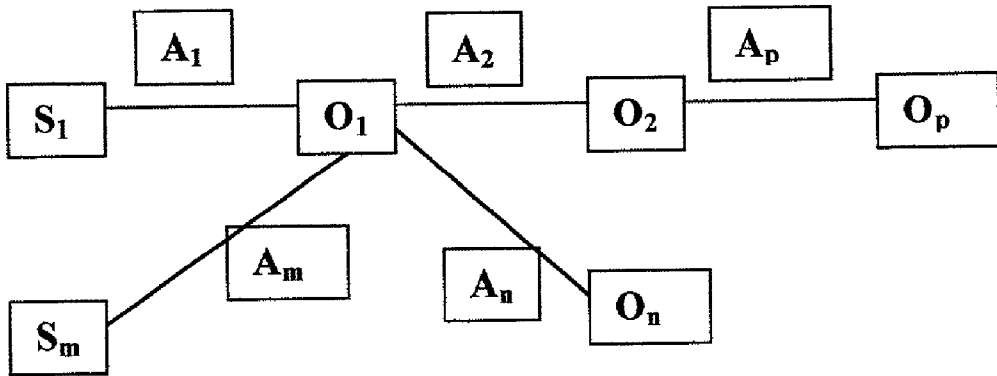 A₁
A₂
Aₚ
S₁
O₁
O₂
Oₚ
Aₘ
Aₙ
Oₙ
Sₘ